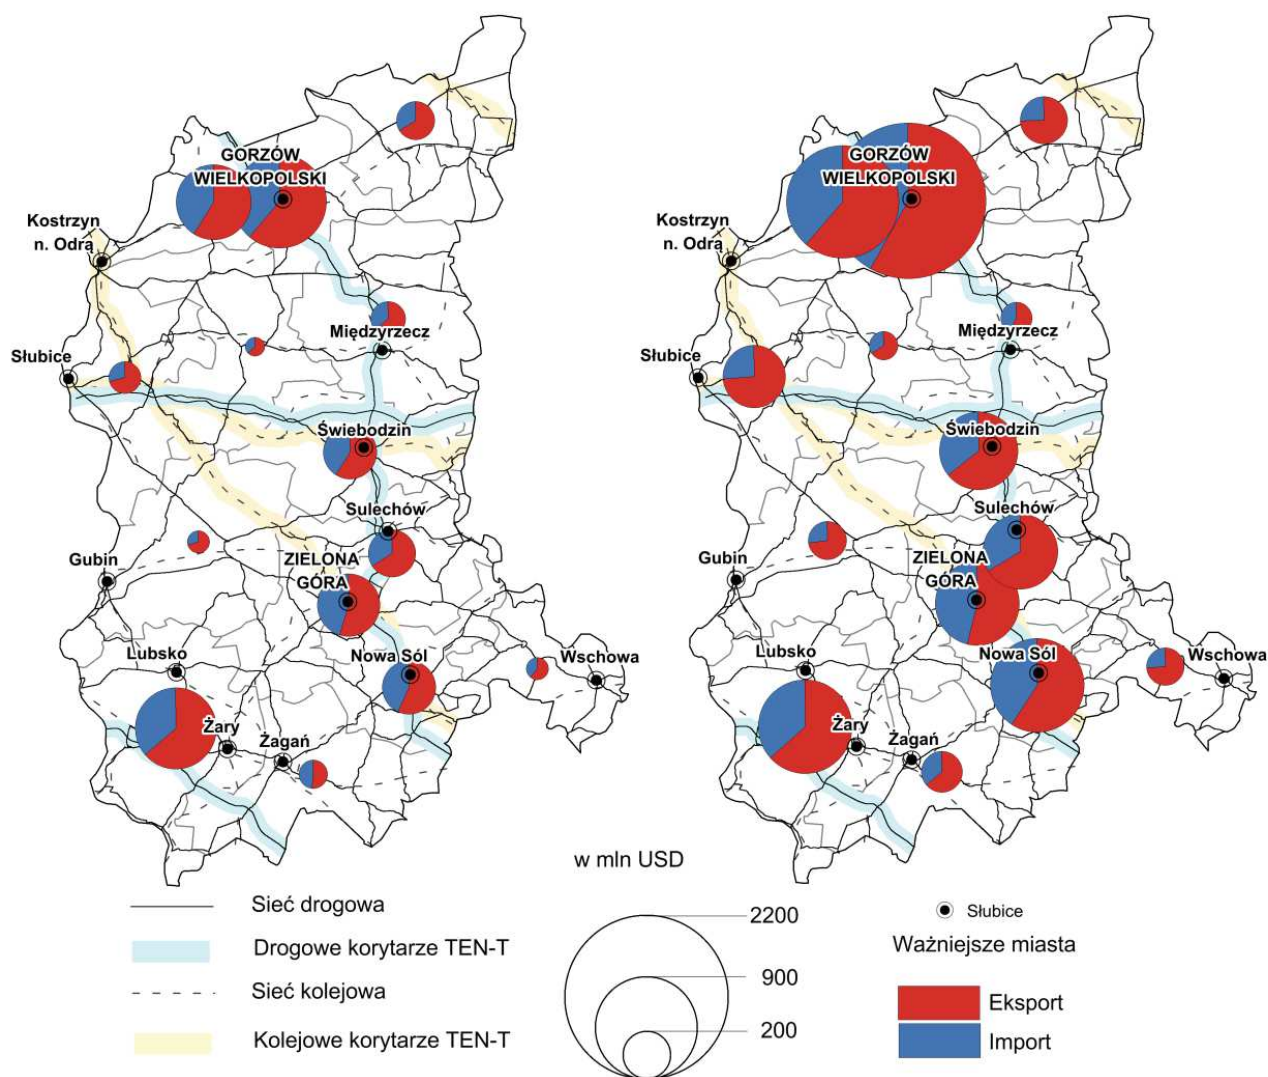 GORZÓW
WIELKOPOLSKI
Kostrzyn
n. Odrą
Międzyrzecz
Słubice
Świebodzin
Sulechów
ZIELONA
GÓRA
Gubin
Lubsko
Nowa Sól
Wschowa
Żary
Żagań
GORZÓW
WIELKOPOLSKI
Kostrzyn
n. Odrą
Międzyrzecz
Słubice
Świebodzin
Sulechów
ZIELONA
GÓRA
Gubin
Lubsko
Nowa Sól
Wschowa
Żary
Żagań
Sieć drogowa
Drogowe korytarze TEN-T
Sieć kolejowa
Kolejowe korytarze TEN-T
w mln USD
2200
900
200
Słubice
Ważniejsze miasta
Eksport
Import